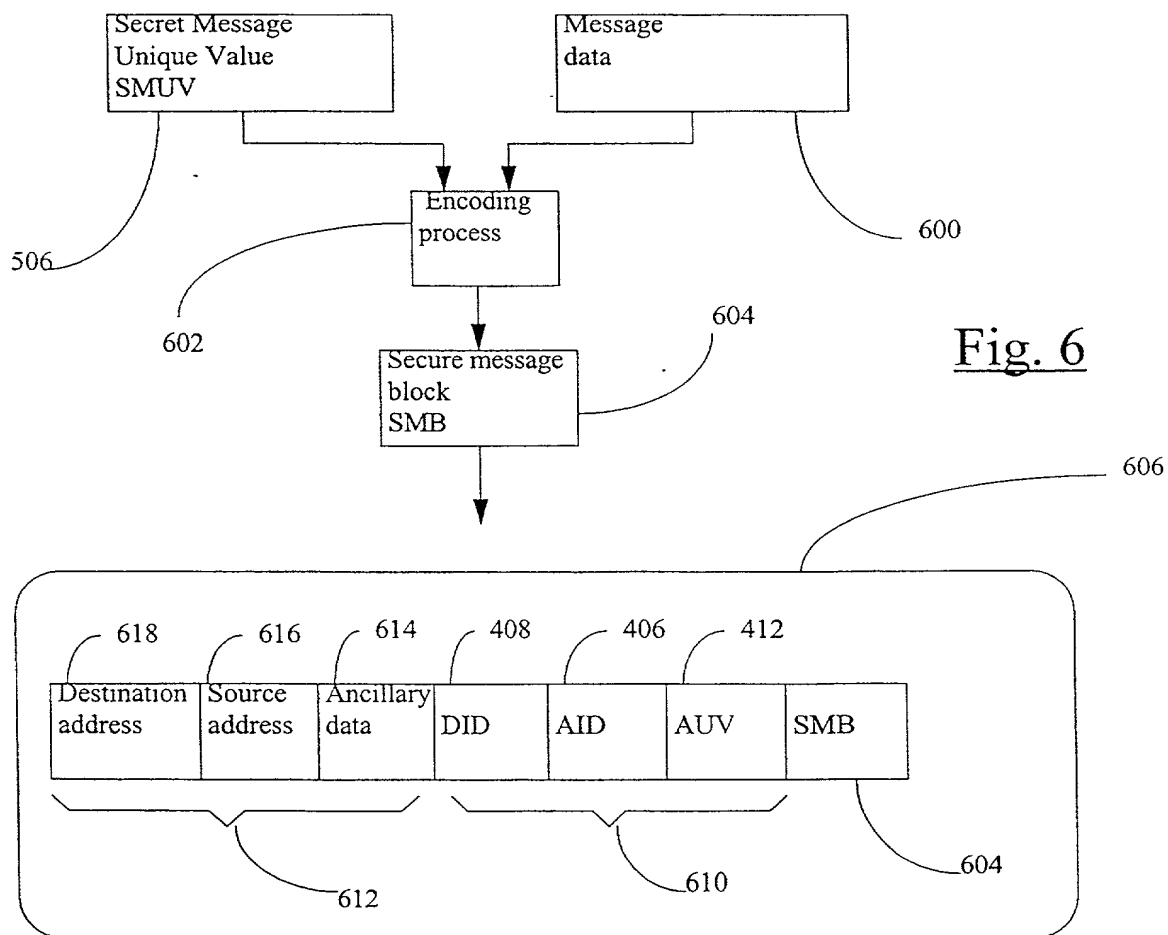 Secret Message
Unique Value
SMUV
Message
data
Encoding
process
506
600
602
604
Fig. 6
Secure message
block
SMB
606
618
616
614
408
406
412
Destination
address
Source
address
Ancillary
data
DID
AID
AUV
SMB
612
610
604